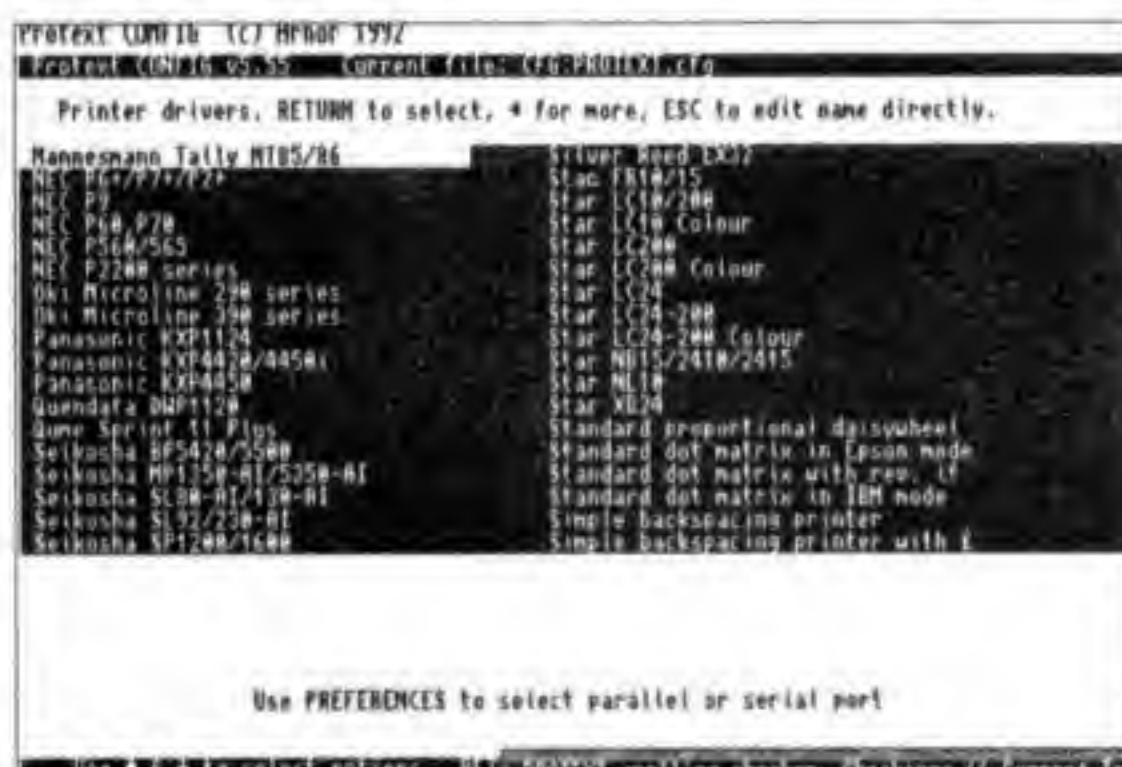 Protext CONFIG (C) Arnor 1992
Protext CONFIG v5.55 Current file: CFG:PROTEXT.cfg
Printer drivers. RETURN to select, + for more, ESC to edit name directly.
Mannesmann Tally MT85/86
NEC P6+/P7+/P2+
NEC P9
NEC P60,P70
NEC P560/565
NEC P2200 series
Oki Microline 290 series
Oki Microline 390 series
Panasonic KXP1124
Panasonic KXP4420/4450i
Panasonic KXP4450
Quendata DWP1120
Qume Sprint 11 Plus
Seikosha BP5420/5500
Seikosha MP1350-AI/5350-AI
Seikosha SL80-AI/130-AI
Seikosha SL92/230-AI
Seikosha SP1200/1600
Silver Reed EX32
Star FR10/15
Star LC10/200
Star LC10 Colour
Star LC200
Star LC200 Colour
Star LC24
Star LC24-200
Star LC24-200 Colour
Star NB15/2410/2415
Star NL10
Star XB24
Standard proportional daisywheel
Standard dot matrix in Epson mode
Standard dot matrix with rev. lf
Standard dot matrix in IBM mode
Simple backspacing printer
Simple backspacing printer with £
Use PREFERENCES to select parallel or serial port
to select options